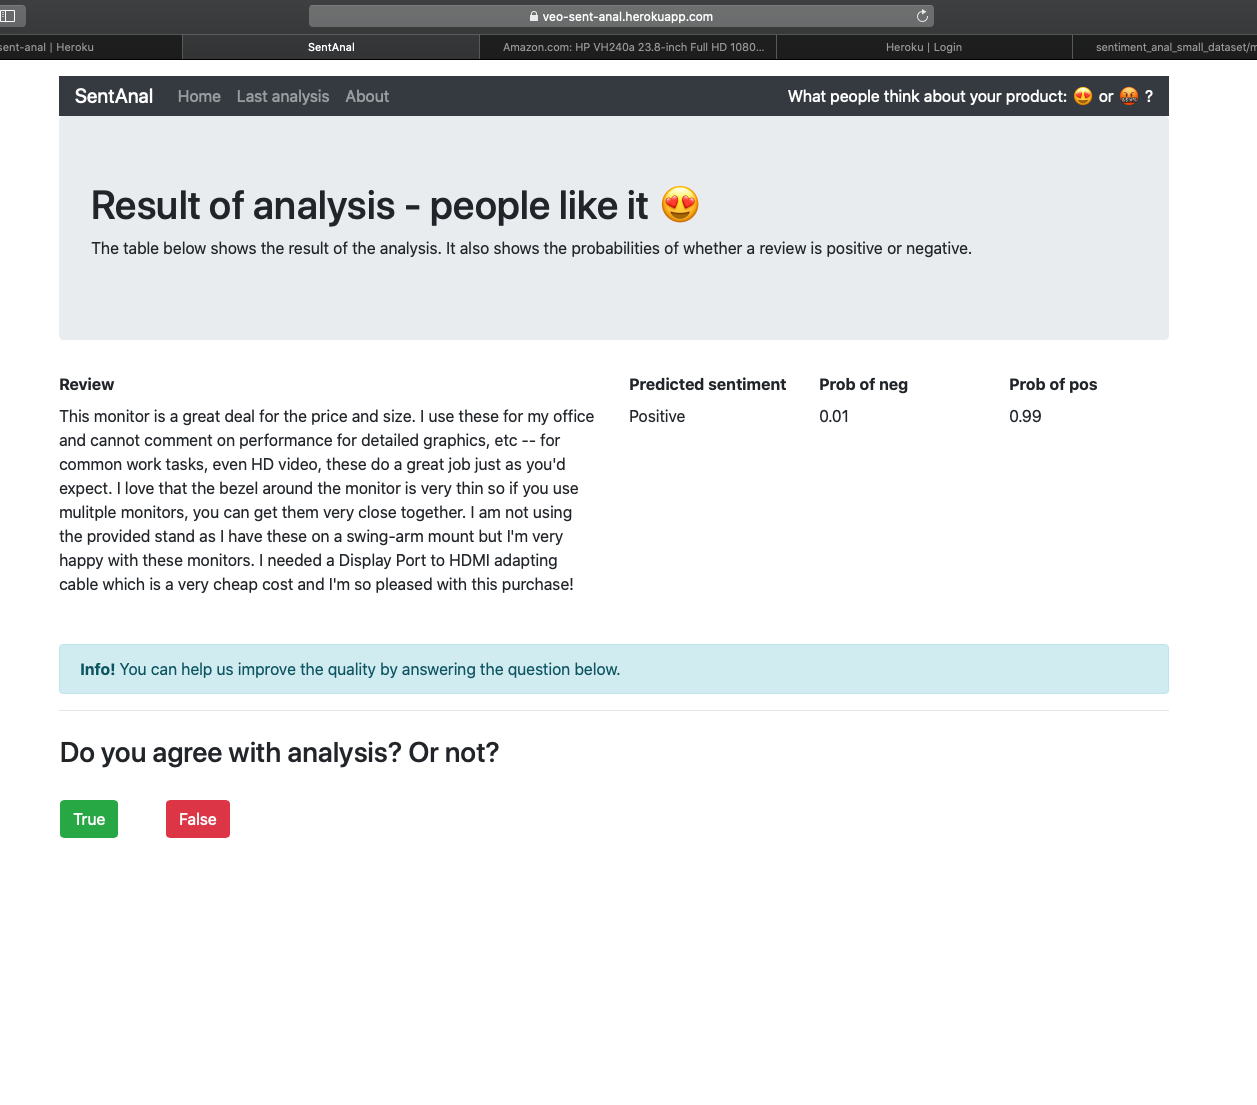 veo-sent-anal.herokuapp.com
sent-anal | Heroku
SentAnal
Amazon.com: HP VH240a 23.8-inch Full HD 1080...
Heroku | Login
sentiment_anal_small_dataset/m
SentAnal Home Last analysis About What people think about your product: 😍 or 🤬 ?
Result of analysis - people like it 😍
The table below shows the result of the analysis. It also shows the probabilities of whether a review is positive or negative.
Review Predicted sentiment Prob of neg Prob of pos
This monitor is a great deal for the price and size. I use these for my office Positive 0.01 0.99
and cannot comment on performance for detailed graphics, etc -- for
common work tasks, even HD video, these do a great job just as you'd
expect. I love that the bezel around the monitor is very thin so if you use
mulitple monitors, you can get them very close together. I am not using
the provided stand as I have these on a swing-arm mount but I'm very
happy with these monitors. I needed a Display Port to HDMI adapting
cable which is a very cheap cost and I'm so pleased with this purchase!
Info! You can help us improve the quality by answering the question below.
Do you agree with analysis? Or not?
True False